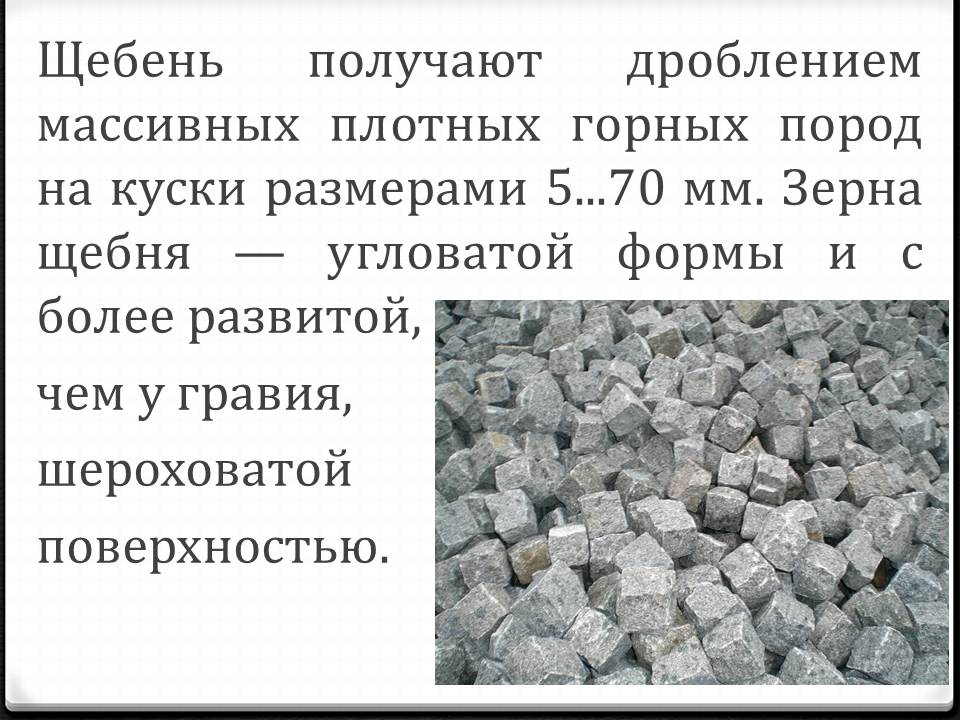 Щебень получают дроблением
массивных плотных горных пород
на куски размерами 5...70 мм. Зерна
щебня — угловатой формы и с
более развитой,
чем у гравия,
шероховатой
поверхностью.